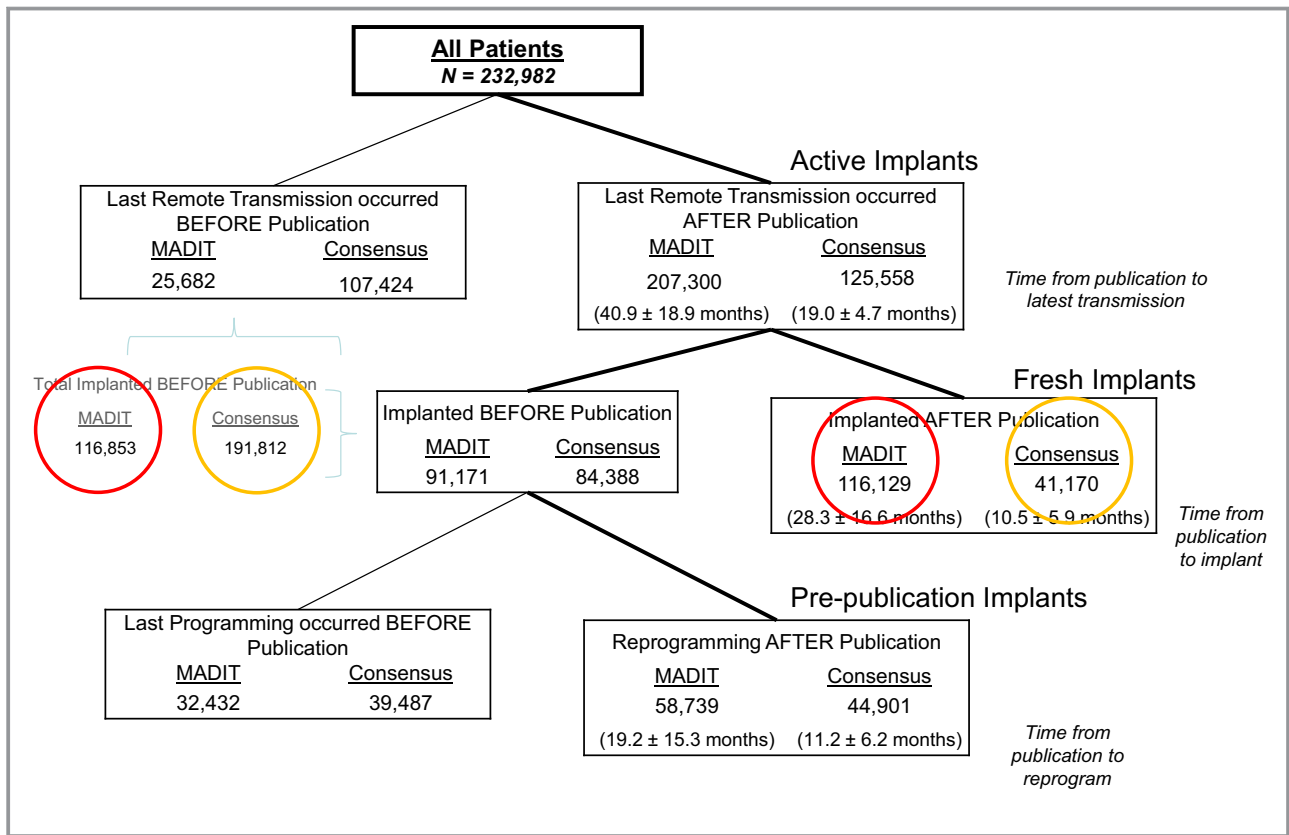 All Patients
N = 232,982
Active Implants
Last Remote Transmission occurred
BEFORE Publication
MADIT Consensus
25,682 107,424
Last Remote Transmission occurred
AFTER Publication
MADIT Consensus
207,300 125,558
(40.9 ± 18.9 months) (19.0 ± 4.7 months)
Time from publication to
latest transmission
Total Implanted BEFORE Publication
MADIT Consensus
116,853 191,812
Implanted BEFORE Publication
MADIT Consensus
91,171 84,388
Fresh Implants
Implanted AFTER Publication
MADIT Consensus
116,129 41,170
(28.3 ± 16.6 months) (10.5 ± 5.9 months)
Time from
publication
to implant
Last Programming occurred BEFORE
Publication
MADIT Consensus
32,432 39,487
Pre-publication Implants
Reprogramming AFTER Publication
MADIT Consensus
58,739 44,901
(19.2 ± 15.3 months) (11.2 ± 6.2 months)
Time from
publication to
reprogram